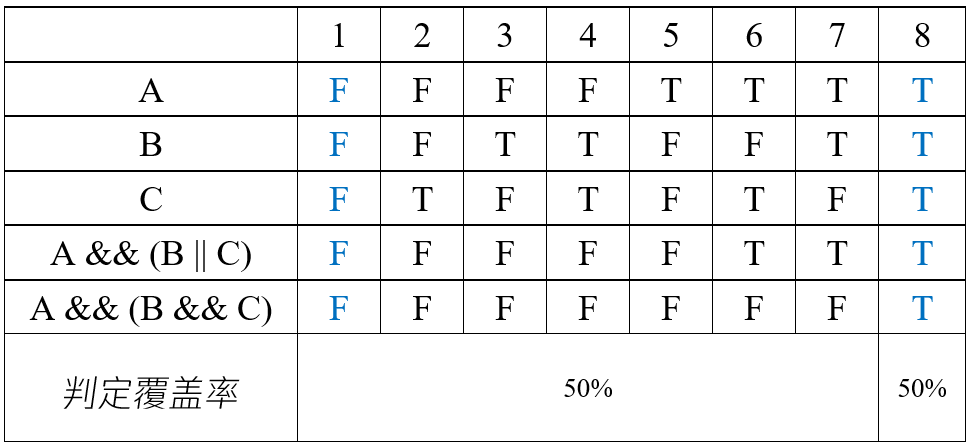 1 2 3 4 5 6 7 8
A F F F F T T T T
B F F T T F F T T
C F T F T F T F T
A && (B || C) F F F F F T T T
A && (B && C) F F F F F F F T
判定覆盖率 50% 50%